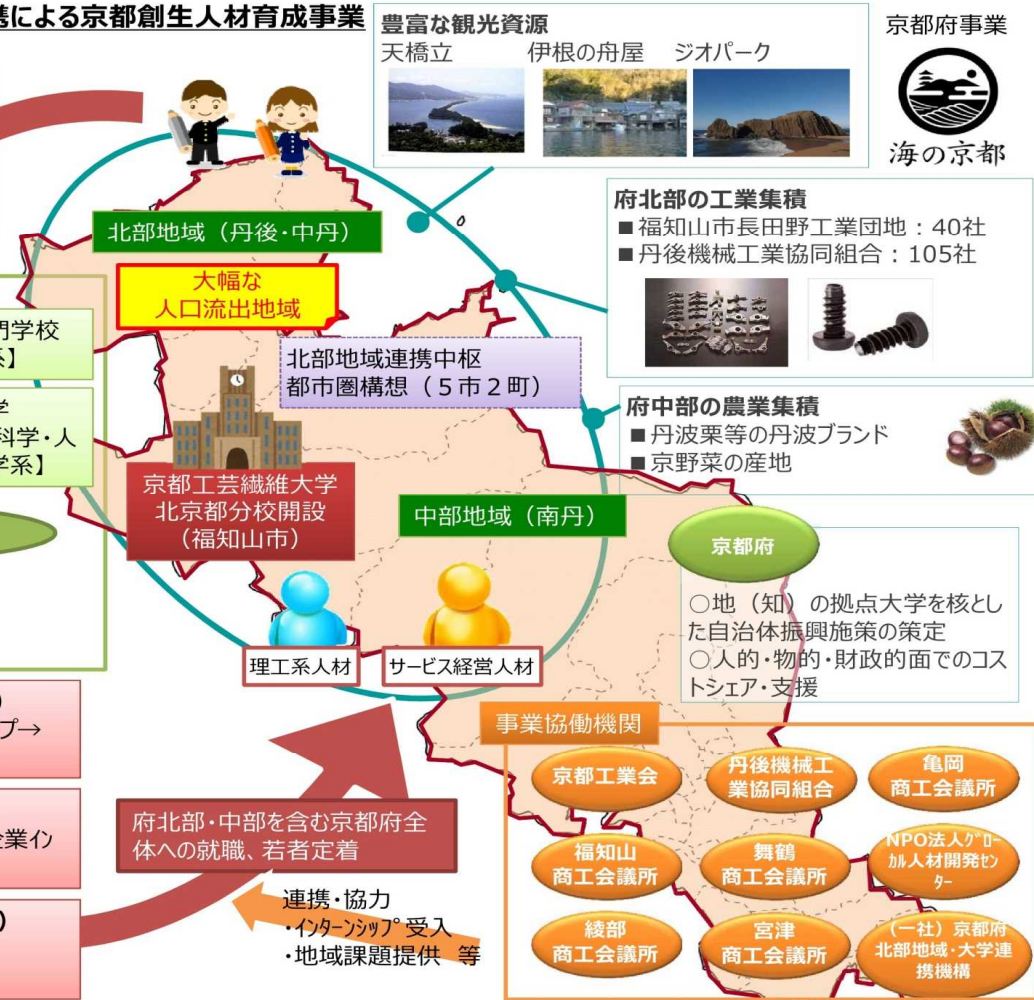 携による京都創生人材育成事業
豊富な観光資源
天橋立 伊根の舟屋 ジオパーク
京都府事業
海の京都
府北部の工業集積
■福知山市長田野工業団地：40社
■丹後機械工業協同組合：105社
府中部の農業集積
■丹波栗等の丹波ブランド
■京野菜の産地
北部地域（丹後・中丹）
大幅な
人口流出地域
北部地域連携中枢
都市圏構想（５市２町）
京都工芸繊維大学
北京都分校開設
（福知山市）
中部地域（南丹）
理工系人材
サービス経営人材
門学校
系】
学
科学・人
学系】
京都府
○地（知）の拠点大学を核とし
た自治体振興施策の策定
○人的・物的・財政的面でのコス
トシェア・支援
）
プ→
企業イン
）
府北部・中部を含む京都府全
体への就職、若者定着
連携・協力
・インターンシップ受入
・地域課題提供 等
事業協働機関
京都工業会
丹後機械工
業協同組合
亀岡
商工会議所
福知山
商工会議所
舞鶴
商工会議所
NPO法人グロー
カル人材開発セン
ター
綾部
商工会議所
宮津
商工会議所
（一社）京都府
北部地域・大学連
携機構